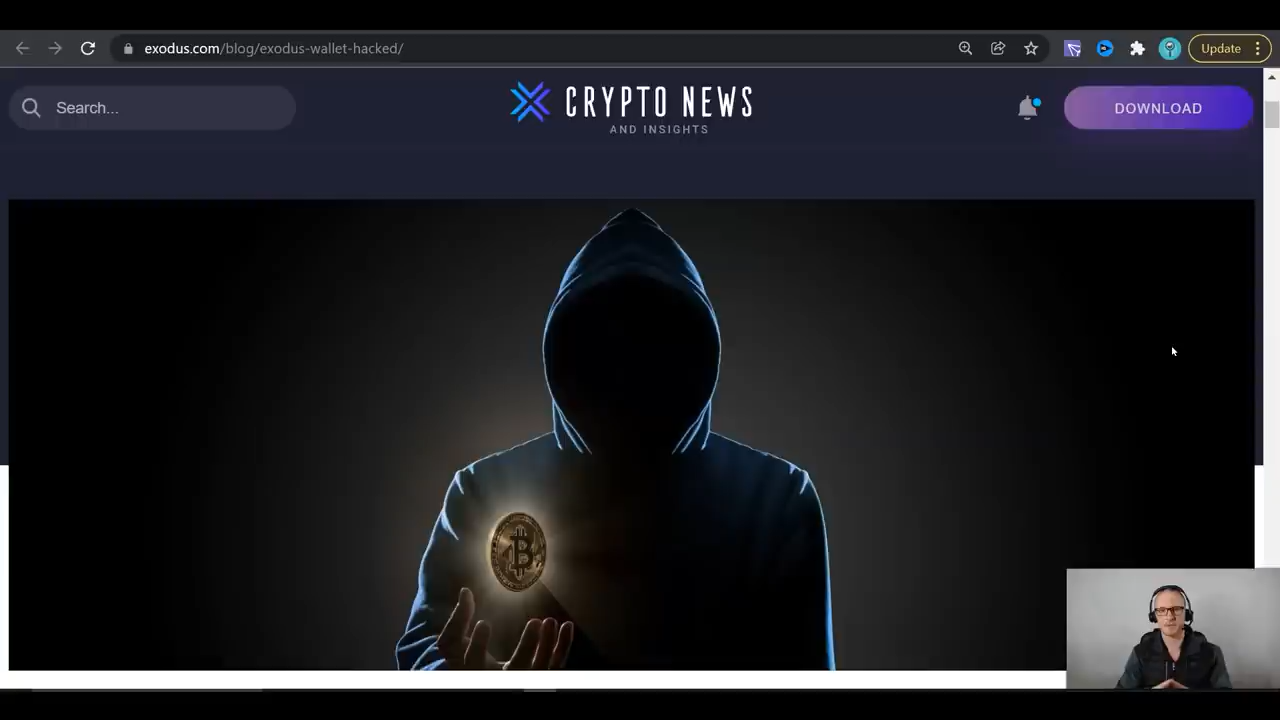 exodus.com/blog/exodus-wallet-hacked/
Update
Search...
CRYPTO NEWS
AND INSIGHTS
DOWNLOAD